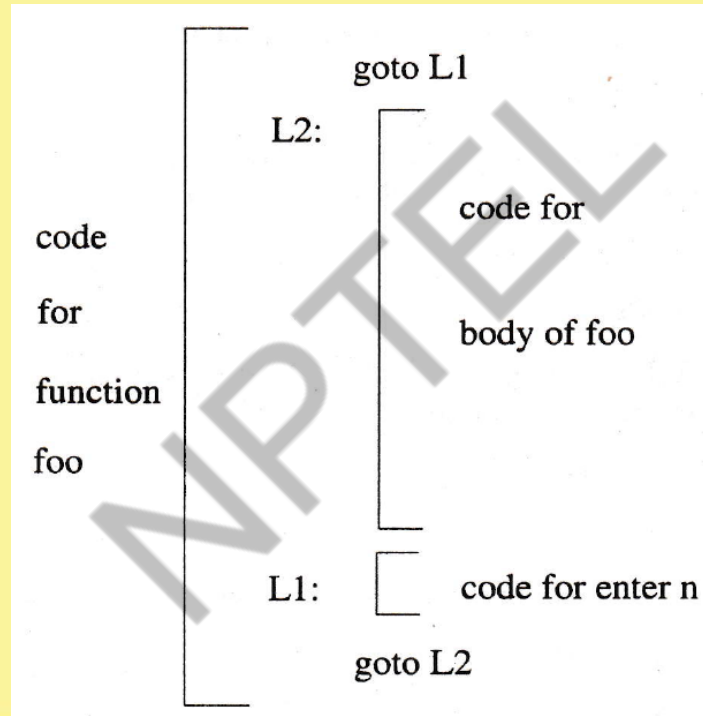 goto L1
L2:
code for
code
for
body of foo
function
foo
L1:
code for enter n
goto L2
NPTEL